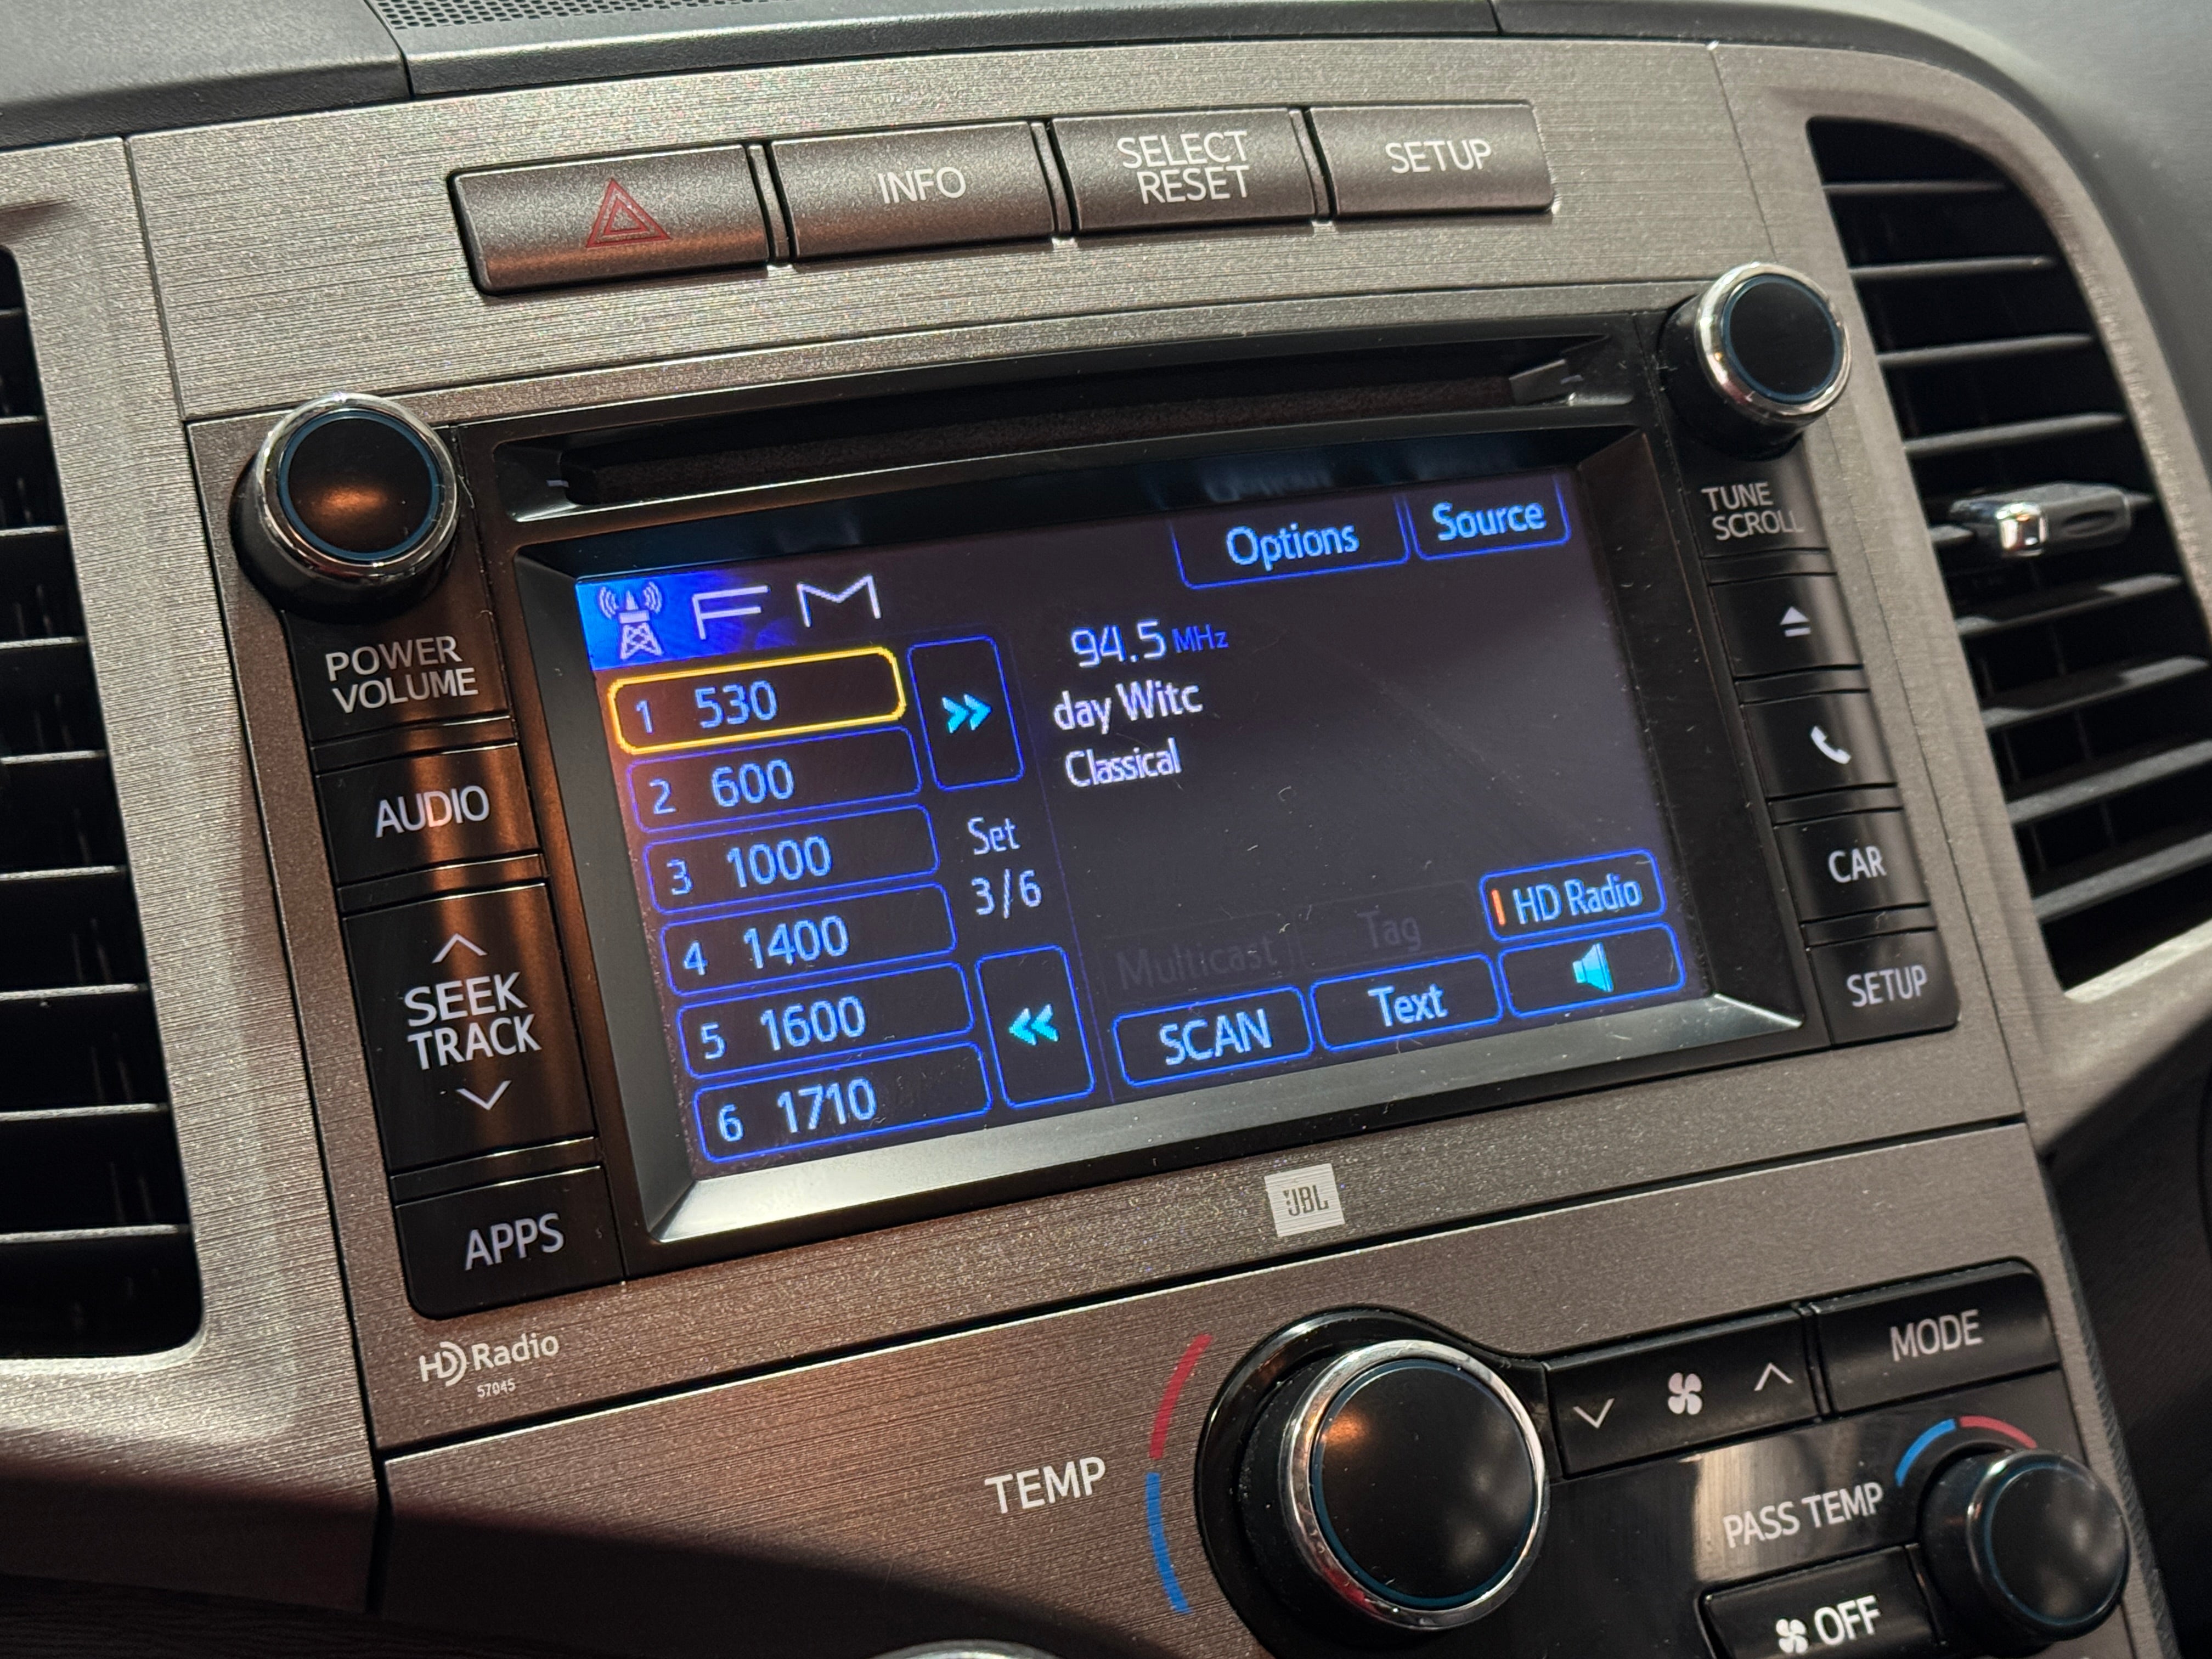 INFO
SELECT
RESET
SETUP
POWER
VOLUME
AUDIO
SEEK
TRACK
APPS
TUNE
SCROLL
CAR
SETUP
FM
Options
Source
1 530
2 600
3 1000
4 1400
5 1600
6 1710
Set
3/6
94.5 MHz
day Witc
Classical
Multicast
Tag
HD Radio
SCAN
Text
JBL
HD Radio
57045
TEMP
MODE
PASS TEMP
OFF